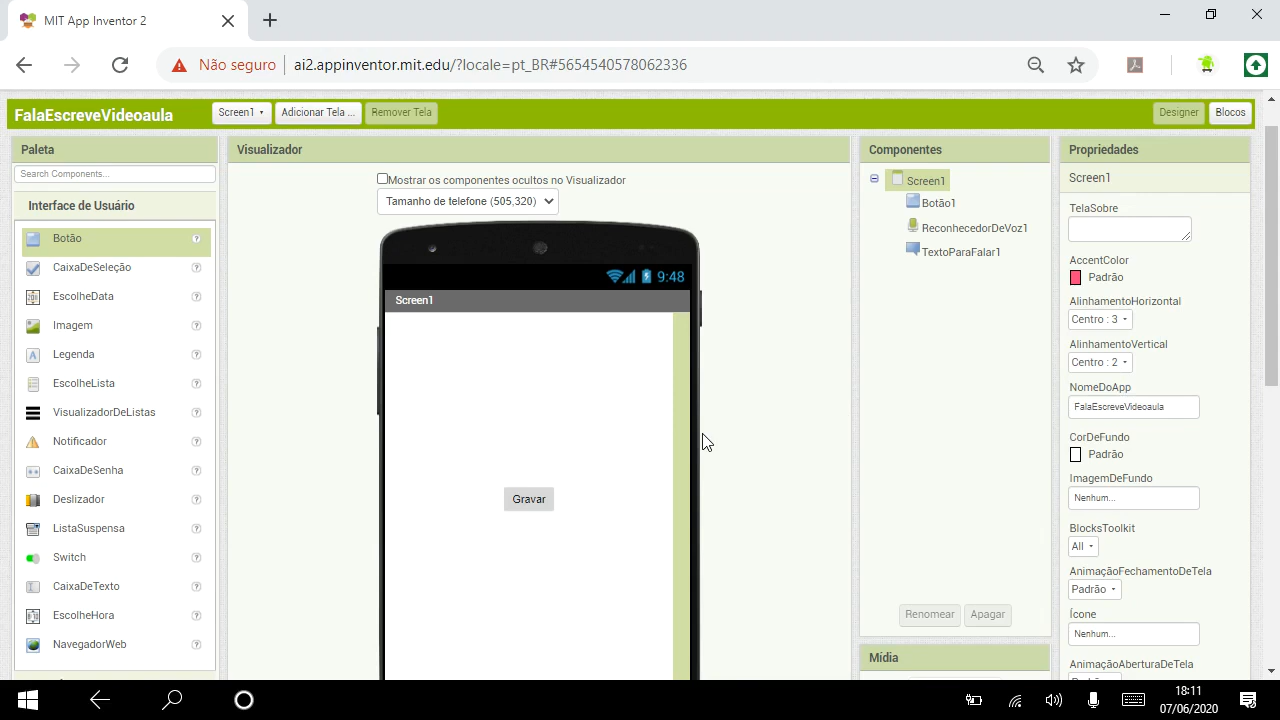 MIT App Inventor 2
Não seguro
ai2.appinventor.mit.edu/?locale=pt_BR#5654540578062336
FalaEscreveVideoaula
Screen1
Adicionar Tela ...
Remover Tela
Designer
Blocos
Paleta
Search Components...
Interface de Usuário
Botão
CaixaDeSeleção
EscolheData
Imagem
Legenda
EscolheLista
VisualizadorDeListas
Notificador
CaixaDeSenha
Deslizador
ListaSuspensa
Switch
CaixaDeTexto
EscolheHora
NavegadorWeb
Visualizador
Mostrar os componentes ocultos no Visualizador
Tamanho de telefone (505,320)
9:48
Screen1
Gravar
Componentes
Screen1
Botão1
ReconhecedorDeVoz1
TextoParaFalar1
Renomear
Apagar
Mídia
Propriedades
Screen1
TelaSobre
AccentColor
Padrão
AlinhamentoHorizontal
Centro : 3
AlinhamentoVertical
Centro : 2
NomeDoApp
FalaEscreveVideoaula
CorDeFundo
Padrão
ImagemDeFundo
Nenhum...
BlocksToolkit
All
AnimaçãoFechamentoDeTela
Padrão
Ícone
Nenhum...
AnimaçãoAberturaDeTela
18:11
07/06/2020